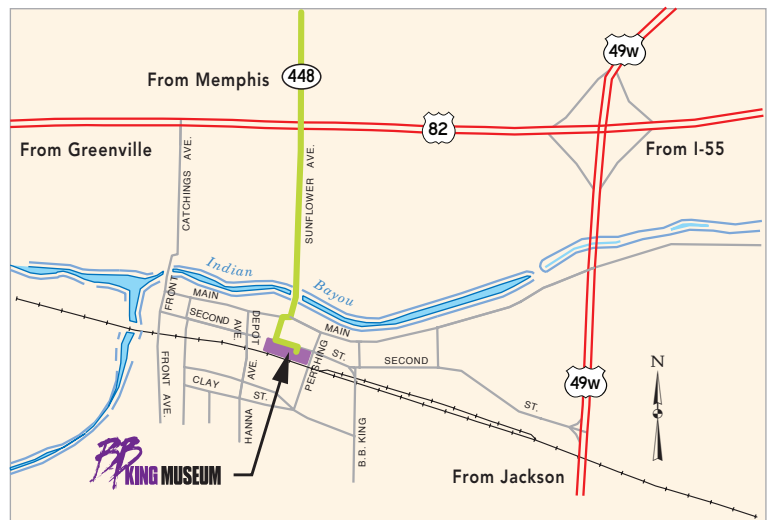 49W
From Memphis
448
82
From Greenville
From I-55
CATCHINGS AVE.
SUNFLOWER AVE.
Indian
Bayou
FRONT
MAIN
SECOND
AVE.
DEPOT
MAIN
ST.
PERSHING
SECOND
ST.
FRONT AVE.
CLAY
ST.
HANNA
AVE.
B.B. KING
49W
N
BB
KING MUSEUM
From Jackson